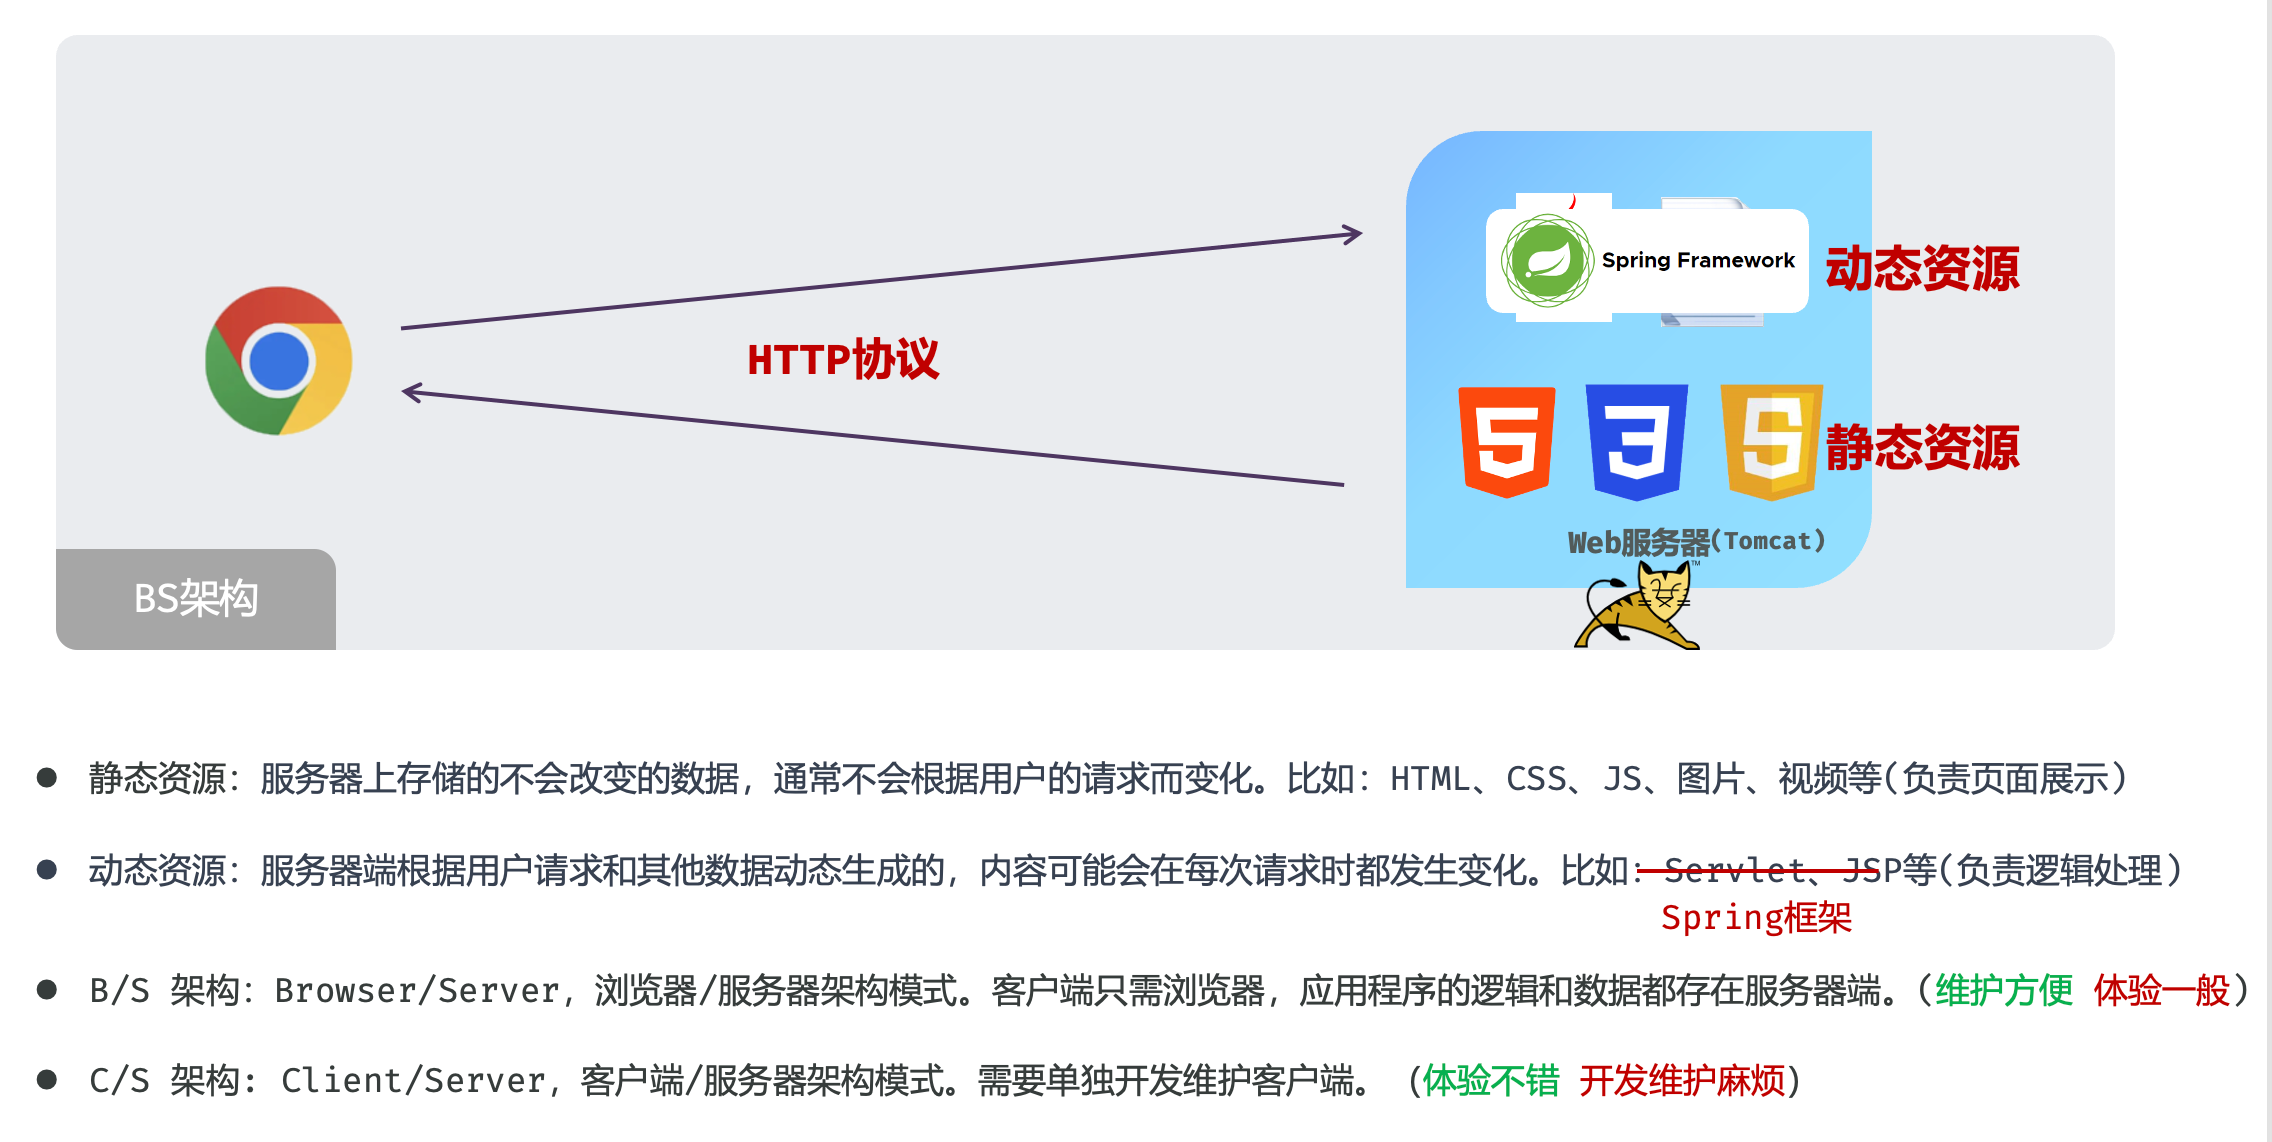 Spring Framework
动态资源
HTTP协议
静态资源
Web服务器(Tomcat)
TM
BS架构
静态资源：服务器上存储的不会改变的数据，通常不会根据用户的请求而变化。比如：HTML、CSS、JS、图片、视频等(负责页面展示)
动态资源：服务器端根据用户请求和其他数据动态生成的，内容可能会在每次请求时都发生变化。比如：Servlet、JSP等(负责逻辑处理)
Spring框架
B/S 架构：Browser/Server，浏览器/服务器架构模式。客户端只需浏览器，应用程序的逻辑和数据都存在服务器端。(维护方便 体验一般)
C/S 架构：Client/Server，客户端/服务器架构模式。需要单独开发维护客户端。 (体验不错 开发维护麻烦)